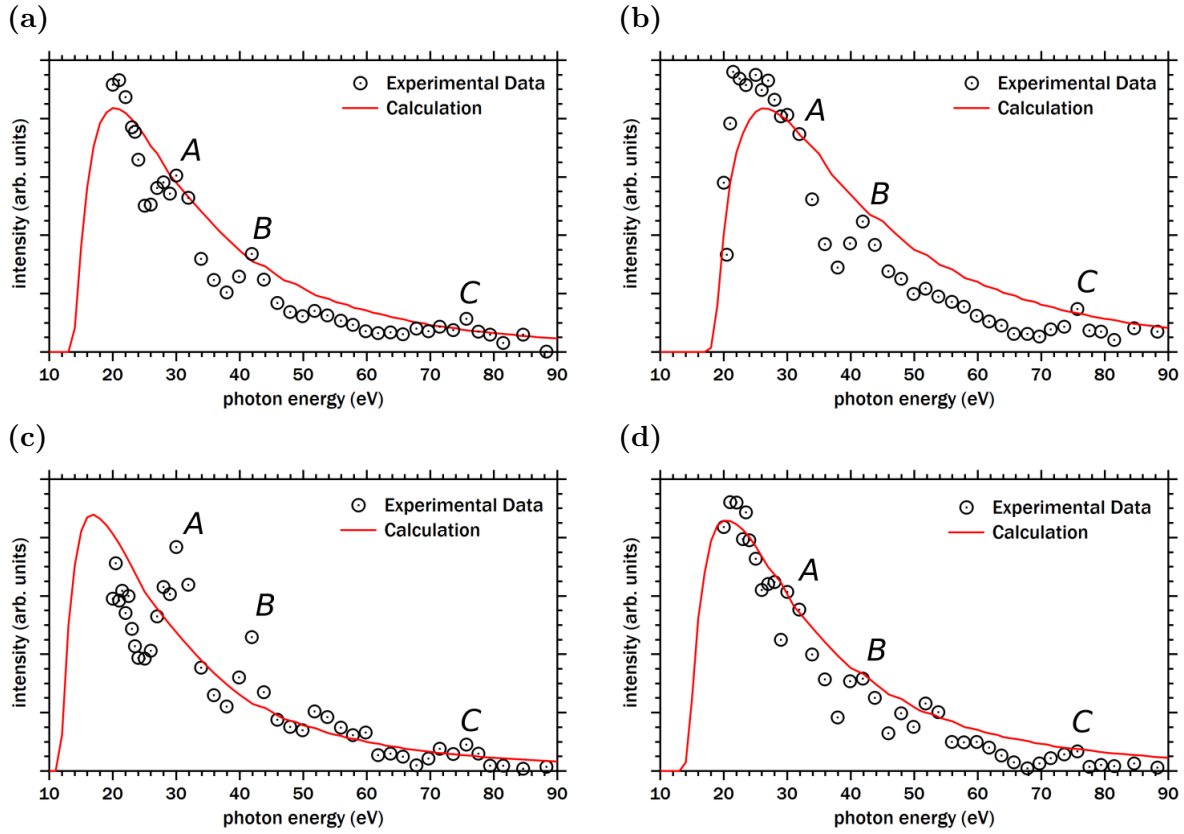 (a)
Experimental Data
Calculation
A
B
C
intensity (arb. units)
10 20 30 40 50 60 70 80 90
photon energy (eV)
(b)
Experimental Data
Calculation
A
B
C
intensity (arb. units)
10 20 30 40 50 60 70 80 90
photon energy (eV)
(c)
Experimental Data
Calculation
A
B
C
intensity (arb. units)
10 20 30 40 50 60 70 80 90
photon energy (eV)
(d)
Experimental Data
Calculation
A
B
C
intensity (arb. units)
10 20 30 40 50 60 70 80 90
photon energy (eV)